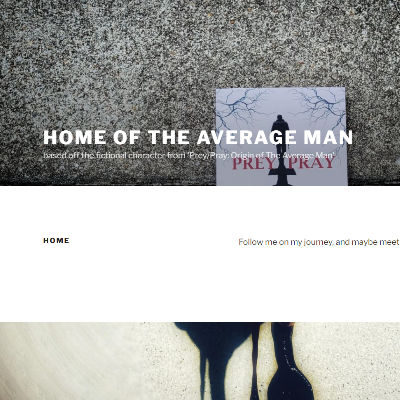 HOME OF THE AVERAGE MAN
based off the fictional character from 'Prey/Pray: Origin of The Average Man'
PREY PRAY
HOME
Follow me on my journey, and maybe meet